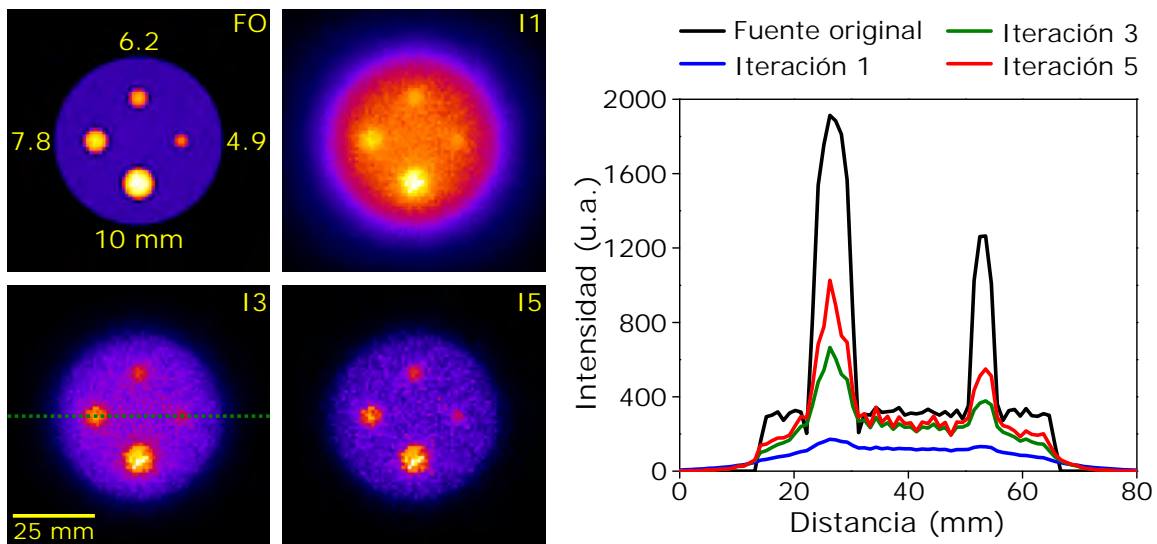 FO
6.2
7.8
4.9
10 mm
I1
I3
25 mm
I5
Fuente original
Iteración 3
Iteración 1
Iteración 5
Intensidad (u.a.)
2000
1600
1200
800
400
0
0
20
40
60
80
Distancia (mm)